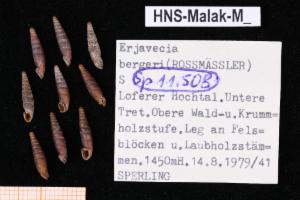 HNS-Malak-M_
Erjavecia
bergeri(ROSSMÄSSLER)
S
Sp 11.50B
Loferer Hochtal.Untere
Tret.Obere Wald-u.Krumm=
holzstufe.Leg an Fels=
blöcken u.Laubholzstäm=
men.1450mH.14.8.1979/41
SPERLING